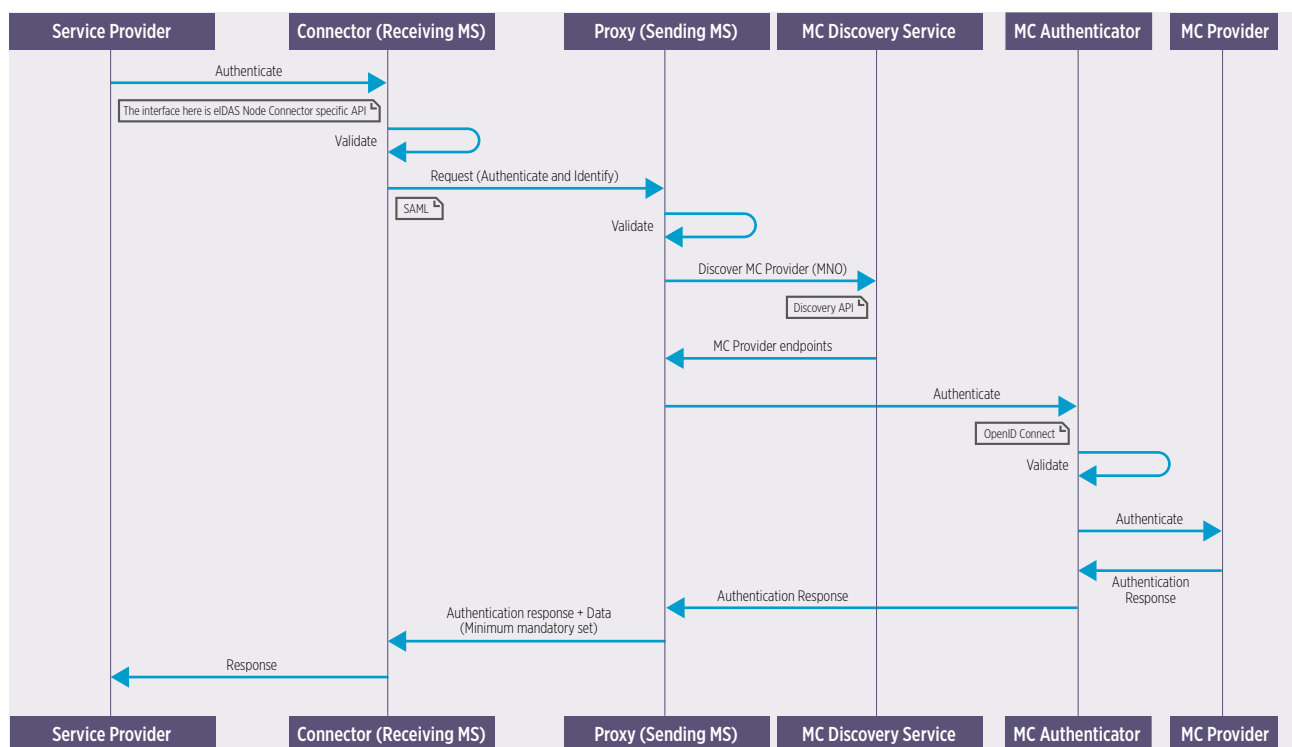 Service Provider
Connector (Receiving MS)
Proxy (Sending MS)
MC Discovery Service
MC Authenticator
MC Provider
Authenticate
The interface here is eIDAS Node Connector specific API
Validate
Request (Authenticate and Identify)
SAML
Validate
Discover MC Provider (MNO)
Discovery API
MC Provider endpoints
Authenticate
OpenID Connect
Validate
Authenticate
Authentication
Response
Authentication Response
Authentication response + Data
(Minimum mandatory set)
Response
Service Provider
Connector (Receiving MS)
Proxy (Sending MS)
MC Discovery Service
MC Authenticator
MC Provider